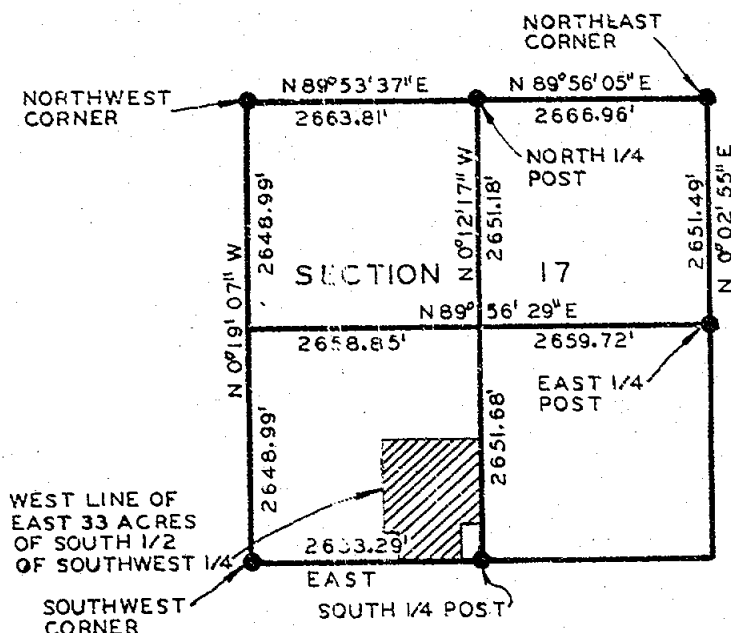 NORTHEAST
CORNER
N 89°53'37" E
N 89°56'05" E
NORTHWEST
CORNER
2663.81'
2666.96'
NORTH 1/4
POST
2648.99'
N 0°12'17" W
2651.18'
2651.49'
N 0°02'55" E
N 0°19'07" W
SECTION 17
N 89° 56' 29" E
2658.85'
2659.72'
EAST 1/4
POST
2648.99'
2651.68'
WEST LINE OF
EAST 33 ACRES
OF SOUTH 1/2
OF SOUTHWEST 1/4
2653.29'
EAST
SOUTHWEST
CORNER
SOUTH 1/4 POST